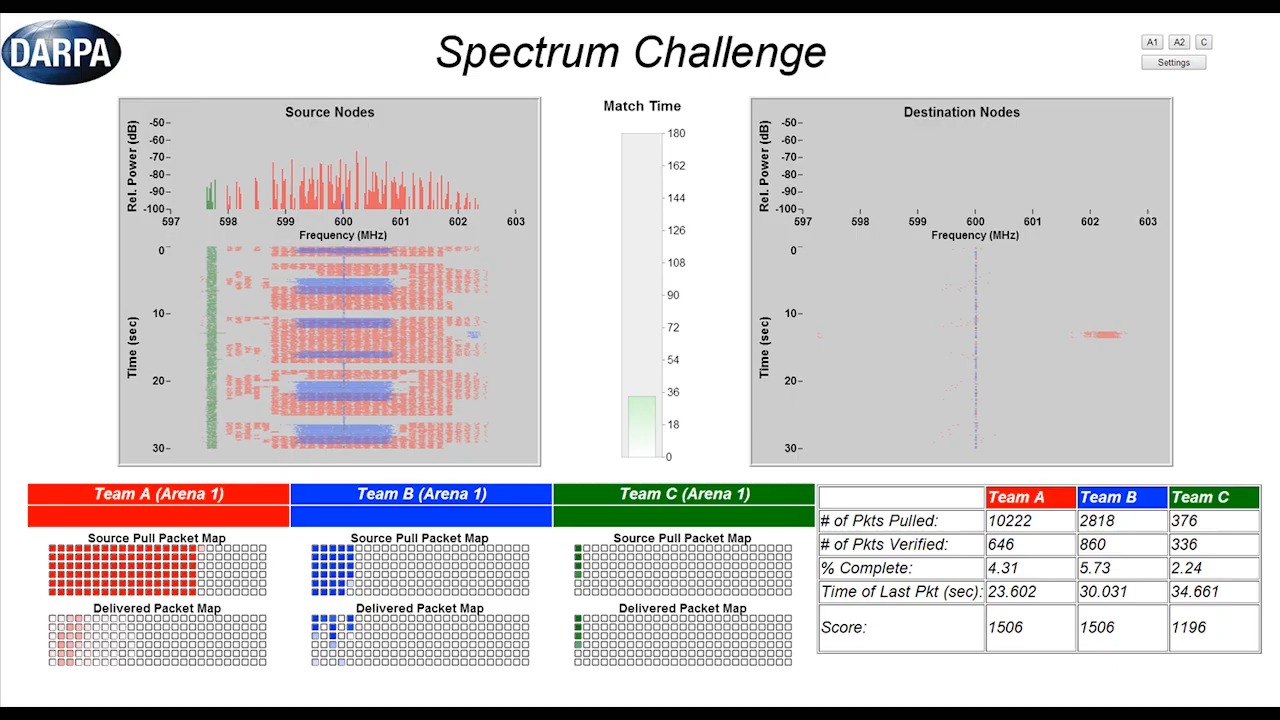 DARPA
Spectrum Challenge
A1 A2 C
Settings
Source Nodes
Rel. Power (dB)
-50
-60
-70
-80
-90
-100
597 598 599 600 601 602 603
Frequency (MHz)
Time (sec)
0
10
20
30
Match Time
180
162
144
126
108
90
72
54
36
18
0
Destination Nodes
Rel. Power (dB)
-50
-60
-70
-80
-90
-100
597 598 599 600 601 602 603
Frequency (MHz)
Time (sec)
0
10
20
30
Team A (Arena 1) Team B (Arena 1) Team C (Arena 1)
Source Pull Packet Map Source Pull Packet Map Source Pull Packet Map
Delivered Packet Map Delivered Packet Map Delivered Packet Map
Team A Team B Team C
# of Pkts Pulled: 10222 2818 376
# of Pkts Verified: 646 860 336
% Complete: 4.31 5.73 2.24
Time of Last Pkt (sec): 23.602 30.031 34.661
Score: 1506 1506 1196